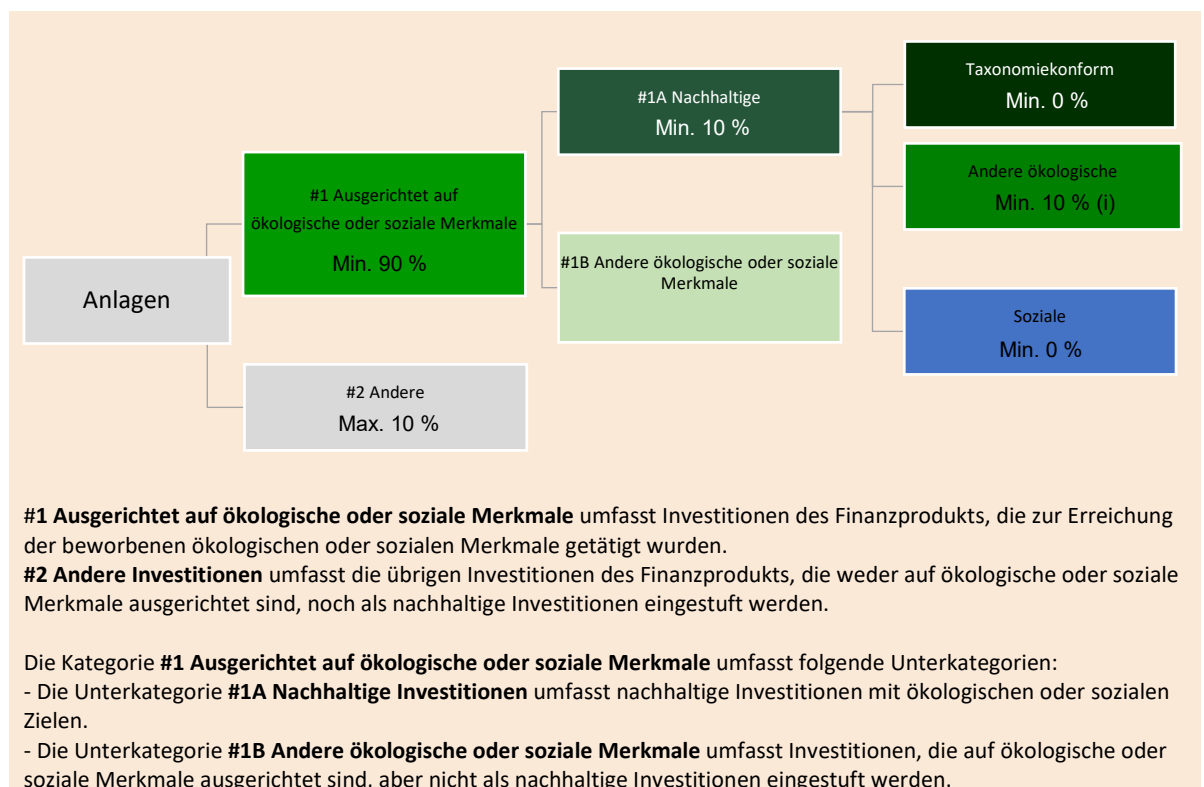 Anlagen
#1 Ausgerichtet auf
ökologische oder soziale Merkmale
Min. 90 %
#2 Andere
Max. 10 %
#1A Nachhaltige
Min. 10 %
#1B Andere ökologische oder soziale
Merkmale
Taxonomiekonform
Min. 0 %
Andere ökologische
Min. 10 % (i)
Soziale
Min. 0 %
#1 Ausgerichtet auf ökologische oder soziale Merkmale umfasst Investitionen des Finanzprodukts, die zur Erreichung
der beworbenen ökologischen oder sozialen Merkmale getätigt wurden.
#2 Andere Investitionen umfasst die übrigen Investitionen des Finanzprodukts, die weder auf ökologische oder soziale
Merkmale ausgerichtet sind, noch als nachhaltige Investitionen eingestuft werden.
Die Kategorie #1 Ausgerichtet auf ökologische oder soziale Merkmale umfasst folgende Unterkategorien:
- Die Unterkategorie #1A Nachhaltige Investitionen umfasst nachhaltige Investitionen mit ökologischen oder sozialen
Zielen.
- Die Unterkategorie #1B Andere ökologische oder soziale Merkmale umfasst Investitionen, die auf ökologische oder
soziale Merkmale ausgerichtet sind, aber nicht als nachhaltige Investitionen eingestuft werden.